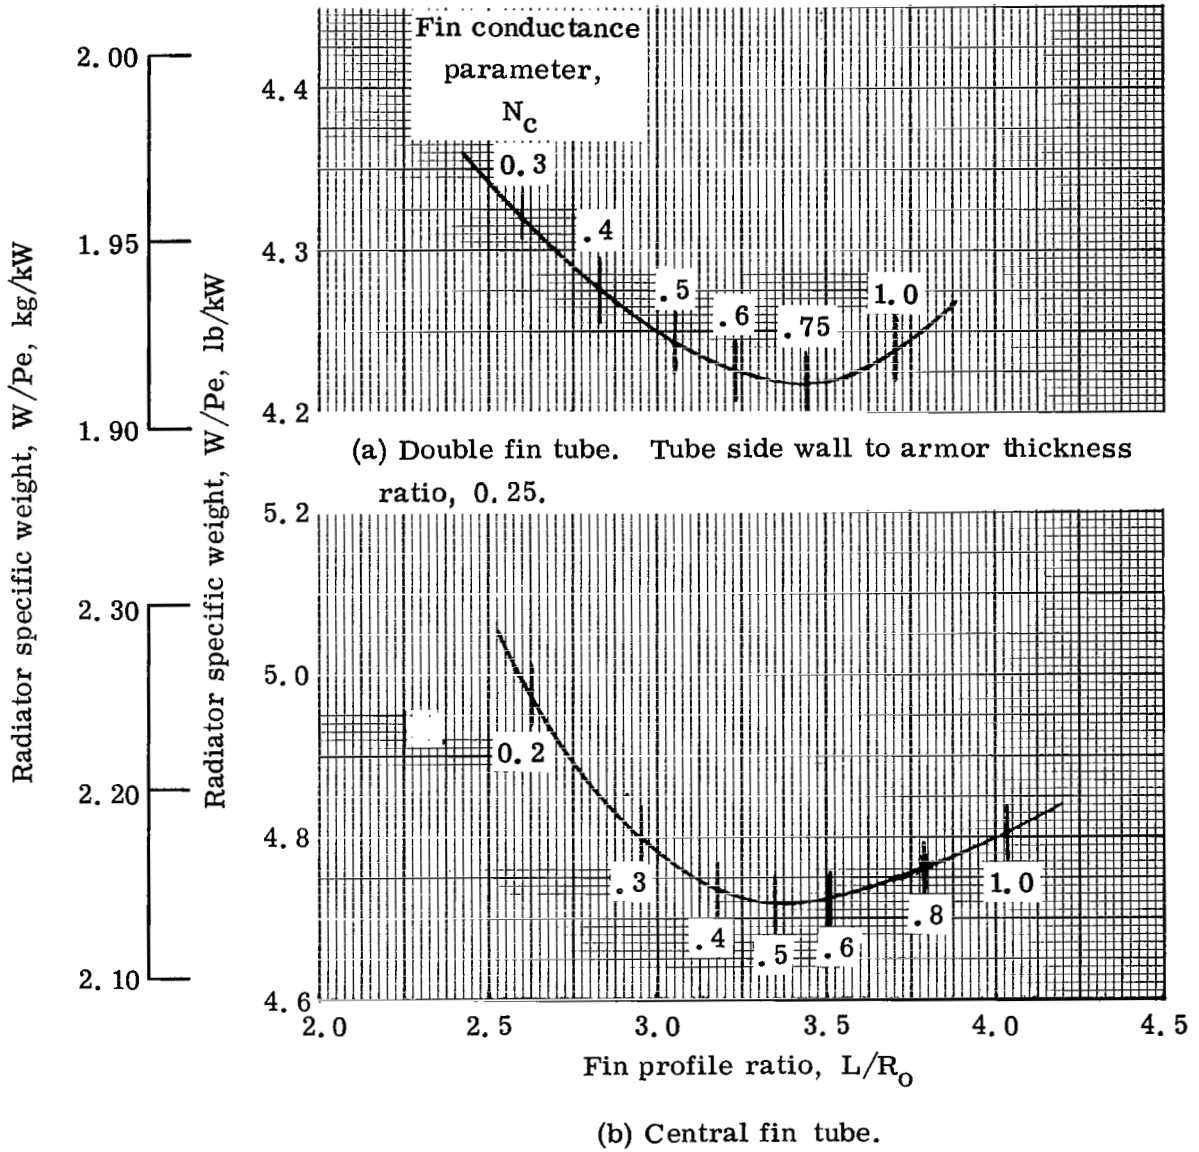 Fin conductance
parameter,
Nc
2.00
1.95
1.90
4.4
4.3
4.2
0.3
.4
.5
.6
.75
1.0
(a) Double fin tube. Tube side wall to armor thickness
ratio, 0.25.
Radiator specific weight, W/Pe, kg/kW
Radiator specific weight, W/Pe, lb/kW
2.30
2.20
2.10
5.2
5.0
4.8
4.6
0.2
.3
.4
.5
.6
.8
1.0
2.0 2.5 3.0 3.5 4.0 4.5
Fin profile ratio, L/Ro
(b) Central fin tube.